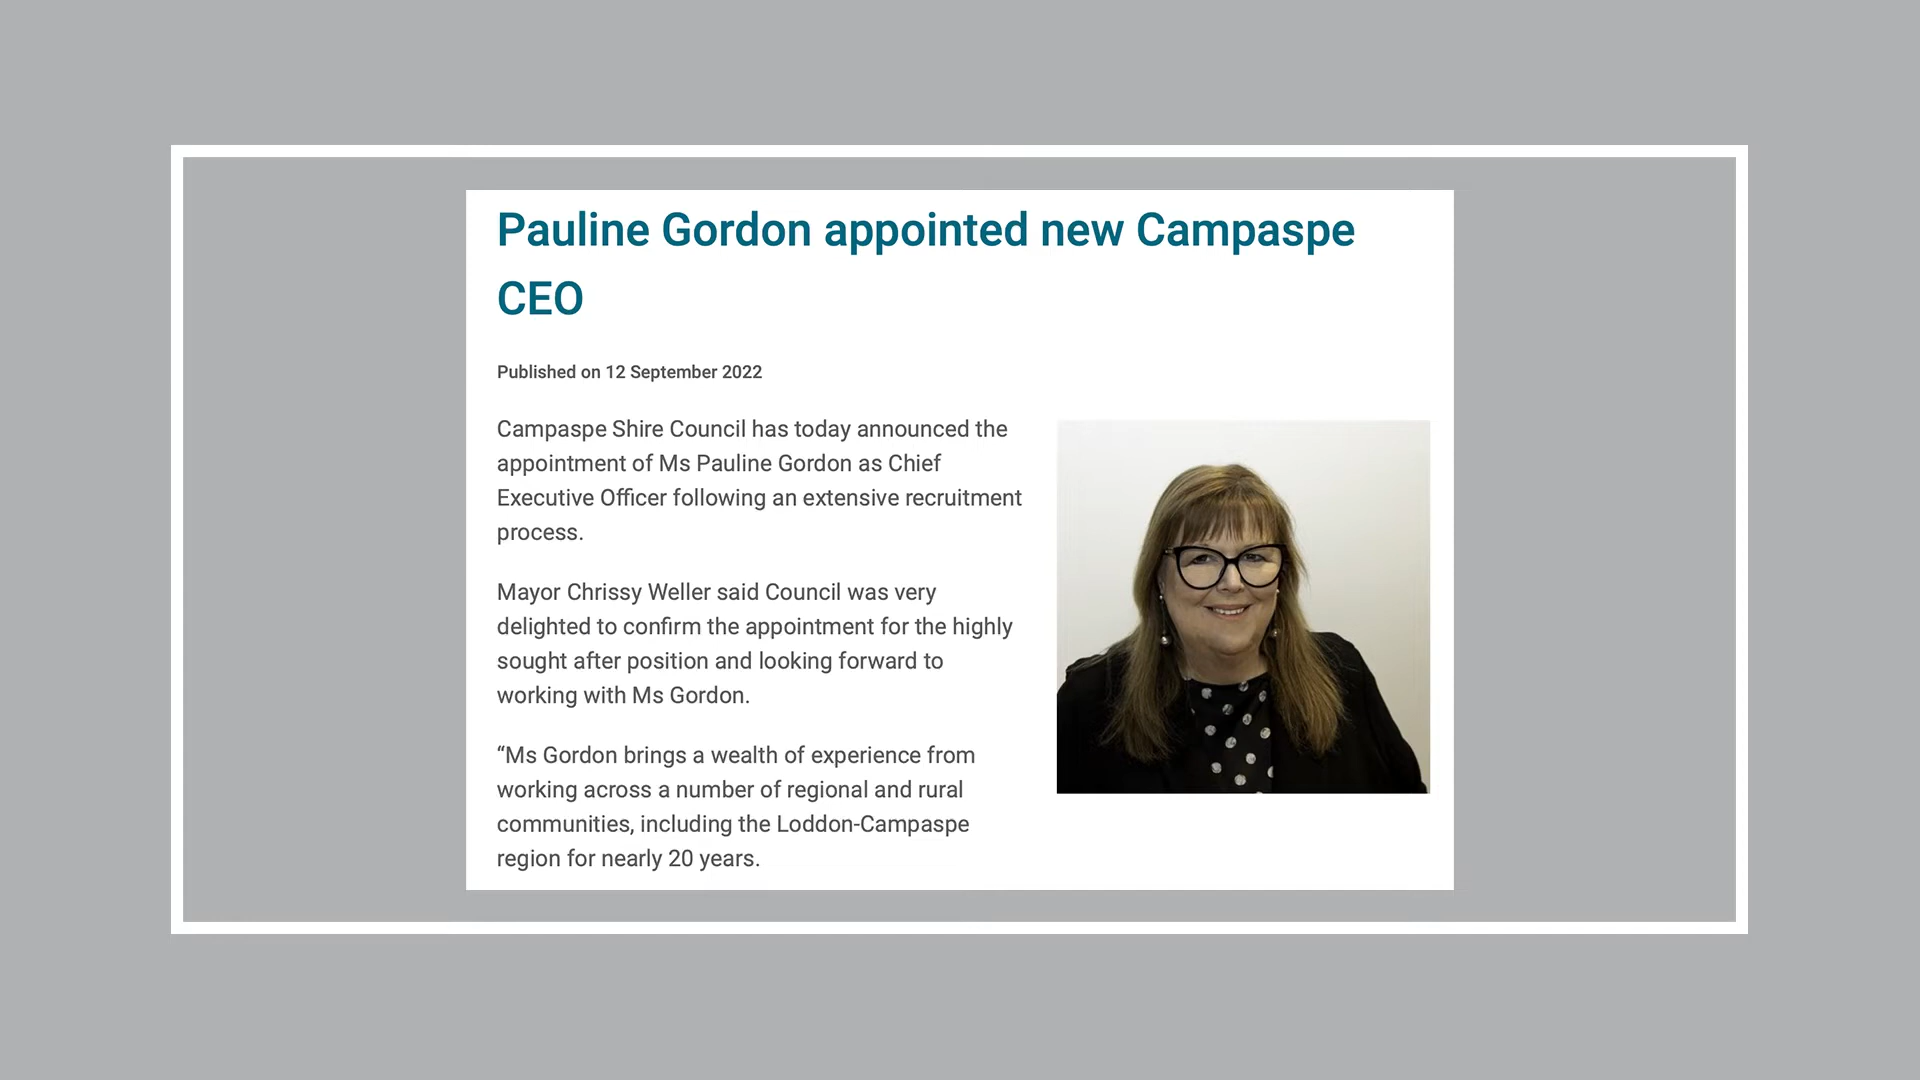 Pauline Gordon appointed new Campaspe
CEO
Published on 12 September 2022
Campaspe Shire Council has today announced the
appointment of Ms Pauline Gordon as Chief
Executive Officer following an extensive recruitment
process.
Mayor Chrissy Weller said Council was very
delighted to confirm the appointment for the highly
sought after position and looking forward to
working with Ms Gordon.
“Ms Gordon brings a wealth of experience from
working across a number of regional and rural
communities, including the Loddon-Campaspe
region for nearly 20 years.